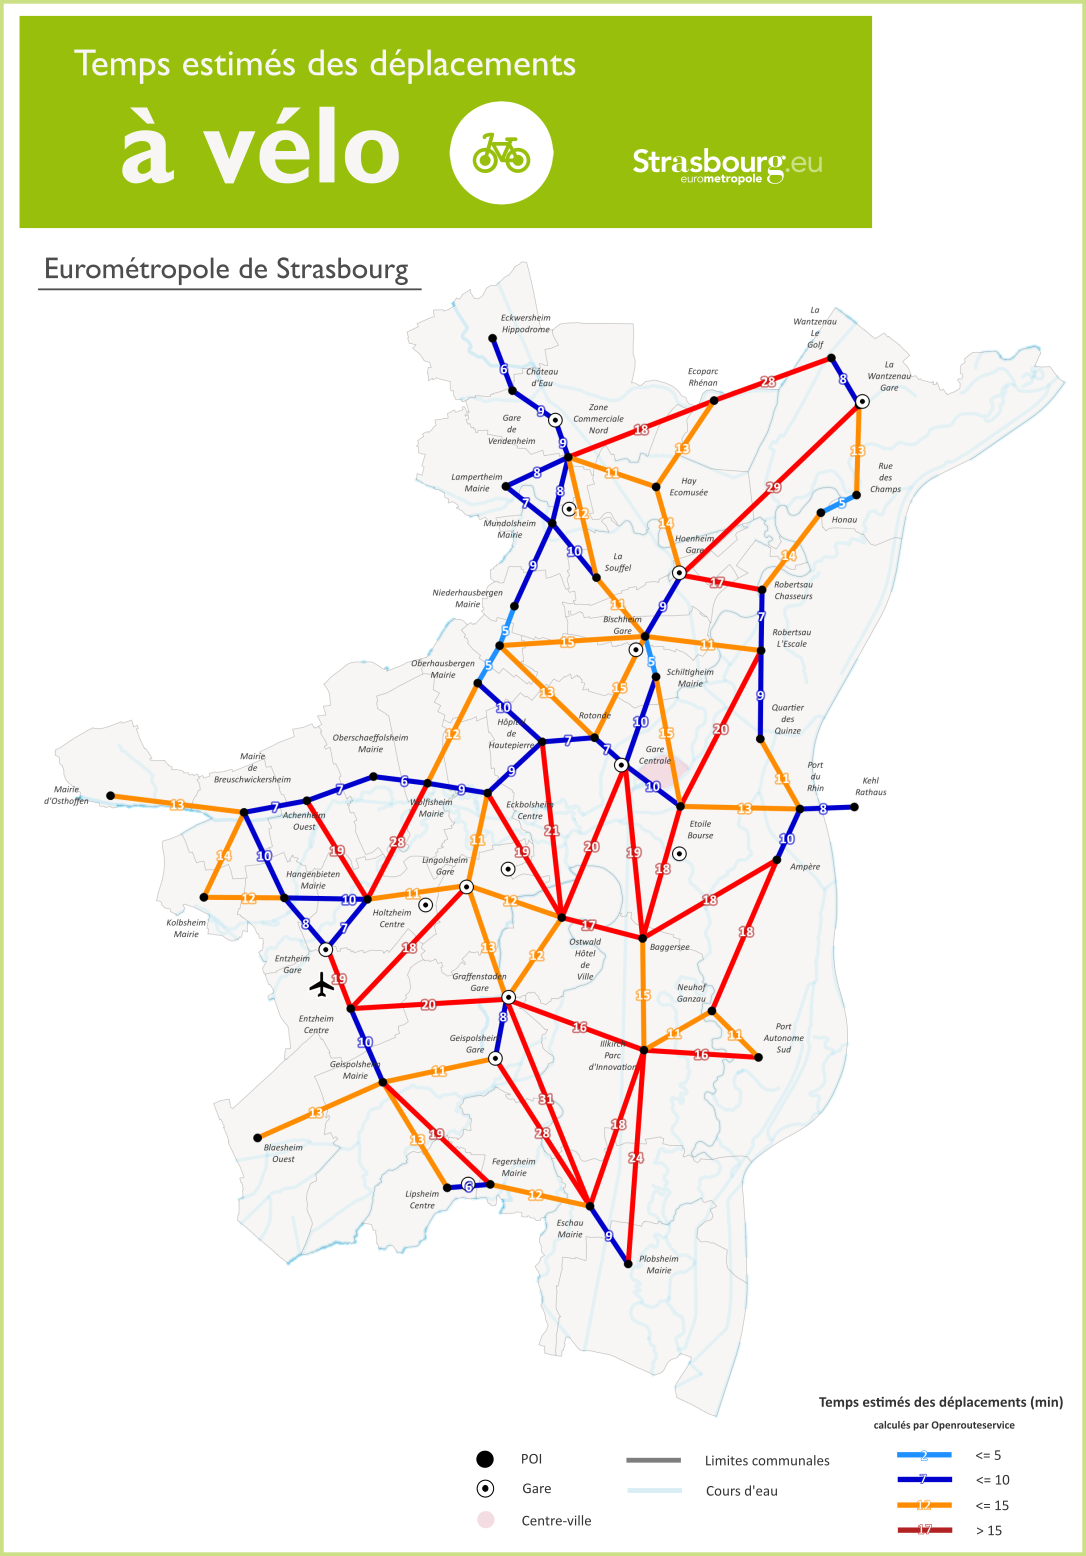 Temps estimés des déplacements
à vélo
Strasbourg.eu
eurometropole
Eurométropole de Strasbourg
Eckwersheim
Hippodrome
6
Château
d'Eau
9
Gare
de
Vendenheim
9
Zone
Commerciale
Nord
Ecoparc
Rhénan
La
Wantzenau
Le
Golf
La
Wantzenau
Gare
28
8
18
13
11
13
Lampertheim
Mairie
8
7
8
12
Hay
Ecomusée
29
Rue
des
Champs
5
Honau
Mundolsheim
Mairie
10
14
Hoenheim
Gare
La
Souffel
9
14
17
Robertsau
Chasseurs
Niederhausbergen
Mairie
11
9
7
Bischheim
Gare
5
15
11
Robertsau
L'Escale
Oberhausbergen
Mairie
5
5
Schiltigheim
Mairie
13
15
9
10
Rotonde
10
Quartier
des
Quinze
12
Hôpital
de
Hautepierre
7
7
15
20
Oberschaeffolsheim
Mairie
Gare
Centrale
Mairie
de
Breuschwickersheim
9
10
11
Port
du
Rhin
Kehl
Rathaus
Mairie
d'Osthoffen
13
7
7
6
9
Wolfisheim
Mairie
Eckbolsheim
Centre
Achenheim
Ouest
13
8
Etoile
Bourse
10
Ampère
14
10
19
28
11
19
21
20
19
18
Lingolsheim
Gare
Hangenbieten
Mairie
12
10
11
12
18
Holtzheim
Centre
Kolbsheim
Mairie
8
7
17
Baggersee
18
18
13
12
Ostwald
Hôtel
de
Ville
Entzheim
Gare
19
Graffenstaden
Gare
15
Neuhof
Ganzau
Entzheim
Centre
20
8
16
11
11
Port
Autonome
Sud
10
Geispolsheim
Gare
Illkirch
Parc
d'Innovation
16
Geispolsheim
Mairie
11
13
31
28
18
24
Blaesheim
Ouest
13
19
Fegersheim
Mairie
Lipsheim
Centre
6
12
Eschau
Mairie
9
Plobsheim
Mairie
Temps estimés des déplacements (min)
calculés par Openrouteservice
POI
Gare
Centre-ville
Limites communales
Cours d'eau
2 <= 5
7 <= 10
12 <= 15
17 > 15